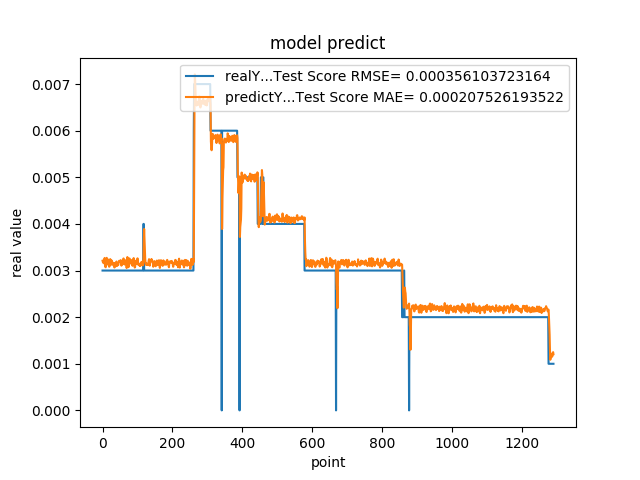 model predict
realY...Test Score RMSE= 0.000356103723164
predictY...Test Score MAE= 0.000207526193522
real value
0.007
0.006
0.005
0.004
0.003
0.002
0.001
0.000
0 200 400 600 800 1000 1200
point